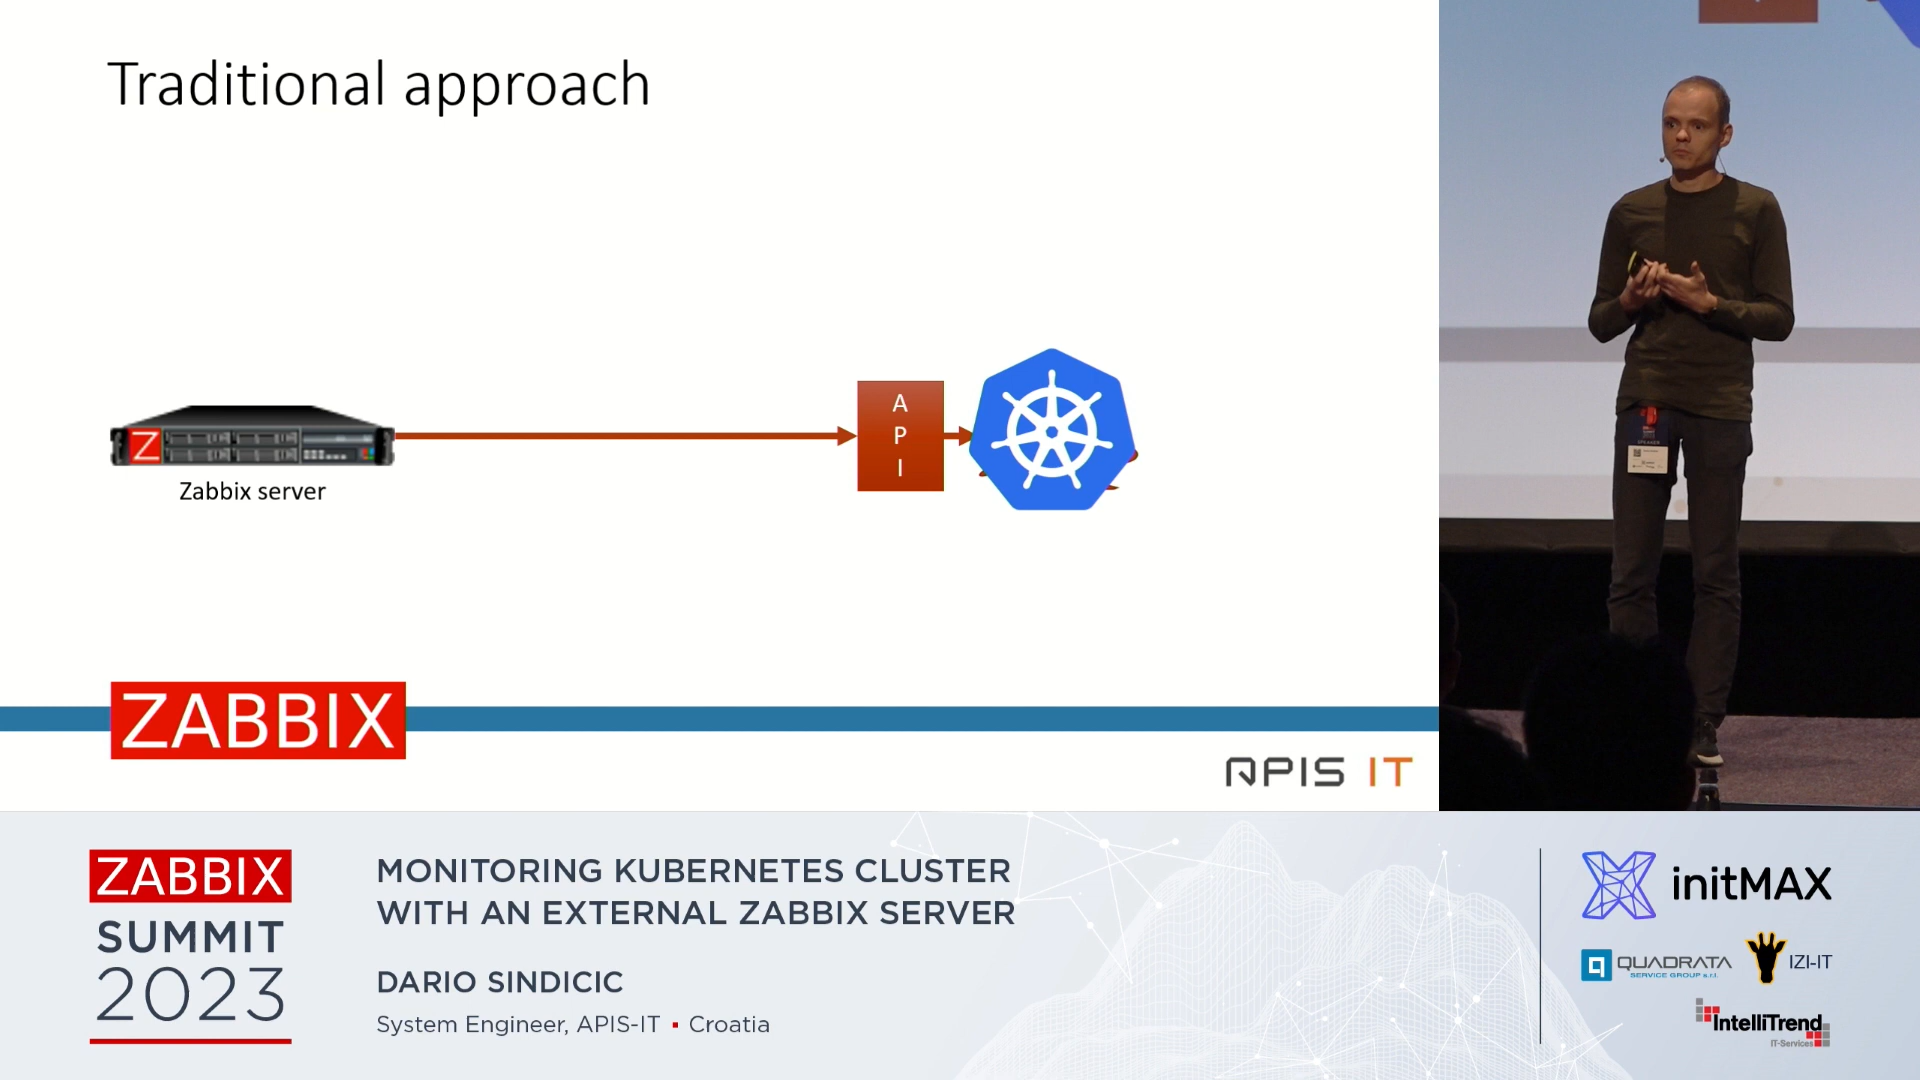 Traditional approach
A
P
I
Z
Zabbix server
ZABBIX
APIS IT
SPEAKER
ZABBIX
SUMMIT
2023
MONITORING KUBERNETES CLUSTER
WITH AN EXTERNAL ZABBIX SERVER
DARIO SINDICIC
System Engineer, APIS-IT ▪ Croatia
initMAX
q QUADRATA
SERVICE GROUP s.r.l.
IZI-IT
IntelliTrend
IT-Services